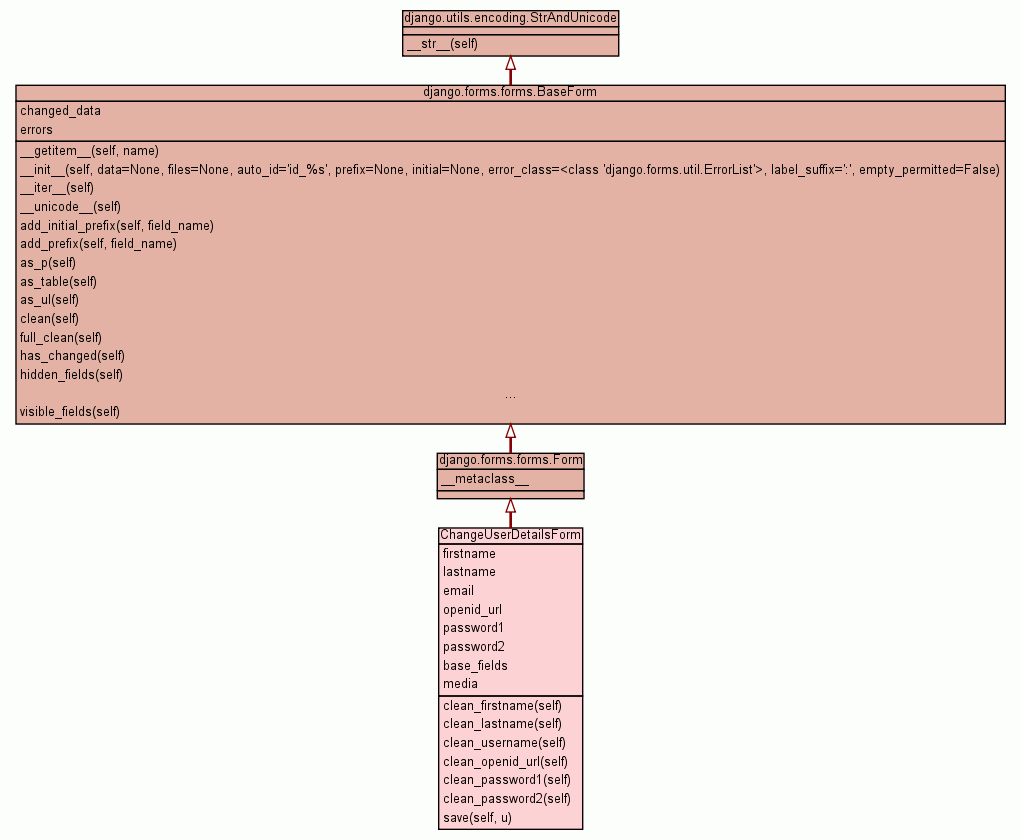 django.utils.encoding.StrAndUnicode
__str__(self)
django.forms.forms.BaseForm
changed_data
errors
__getitem__(self, name)
__init__(self, data=None, files=None, auto_id='id_%s', prefix=None, initial=None, error_class=<class 'django.forms.util.ErrorList'>, label_suffix=':', empty_permitted=False)
__iter__(self)
__unicode__(self)
add_initial_prefix(self, field_name)
add_prefix(self, field_name)
as_p(self)
as_table(self)
as_ul(self)
clean(self)
full_clean(self)
has_changed(self)
hidden_fields(self)
...
visible_fields(self)
django.forms.forms.Form
__metaclass__
ChangeUserDetailsForm
firstname
lastname
email
openid_url
password1
password2
base_fields
media
clean_firstname(self)
clean_lastname(self)
clean_username(self)
clean_openid_url(self)
clean_password1(self)
clean_password2(self)
save(self, u)